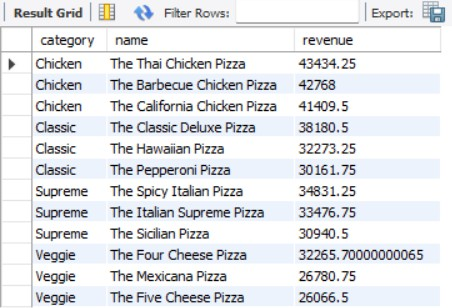 Result Grid Filter Rows: Export:
category name revenue
Chicken The Thai Chicken Pizza 43434.25
Chicken The Barbecue Chicken Pizza 42768
Chicken The California Chicken Pizza 41409.5
Classic The Classic Deluxe Pizza 38180.5
Classic The Hawaiian Pizza 32273.25
Classic The Pepperoni Pizza 30161.75
Supreme The Spicy Italian Pizza 34831.25
Supreme The Italian Supreme Pizza 33476.75
Supreme The Sicilian Pizza 30940.5
Veggie The Four Cheese Pizza 32265.70000000065
Veggie The Mexicana Pizza 26780.75
Veggie The Five Cheese Pizza 26066.5